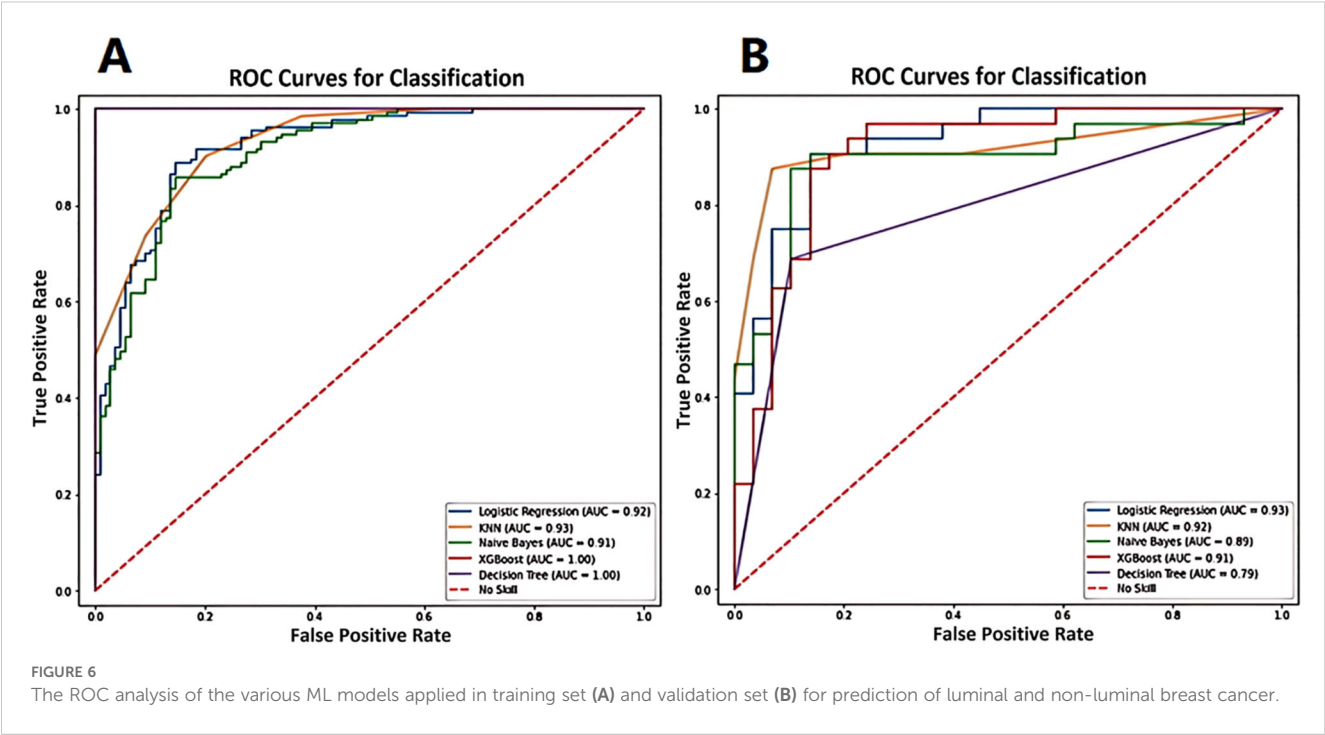 A
ROC Curves for Classification
True Positive Rate
1.0
0.8
0.6
0.4
0.2
0.0
0.0 0.2 0.4 0.6 0.8 1.0
False Positive Rate
Logistic Regression (AUC = 0.92)
KNN (AUC = 0.93)
Naive Bayes (AUC = 0.91)
XGBoost (AUC = 1.00)
Decision Tree (AUC = 1.00)
No Skill
B
ROC Curves for Classification
True Positive Rate
1.0
0.8
0.6
0.4
0.2
0.0
0.0 0.2 0.4 0.6 0.8 1.0
False Positive Rate
Logistic Regression (AUC = 0.93)
KNN (AUC = 0.92)
Naive Bayes (AUC = 0.89)
XGBoost (AUC = 0.91)
Decision Tree (AUC = 0.79)
No Skill
FIGURE 6
The ROC analysis of the various ML models applied in training set (A) and validation set (B) for prediction of luminal and non-luminal breast cancer.